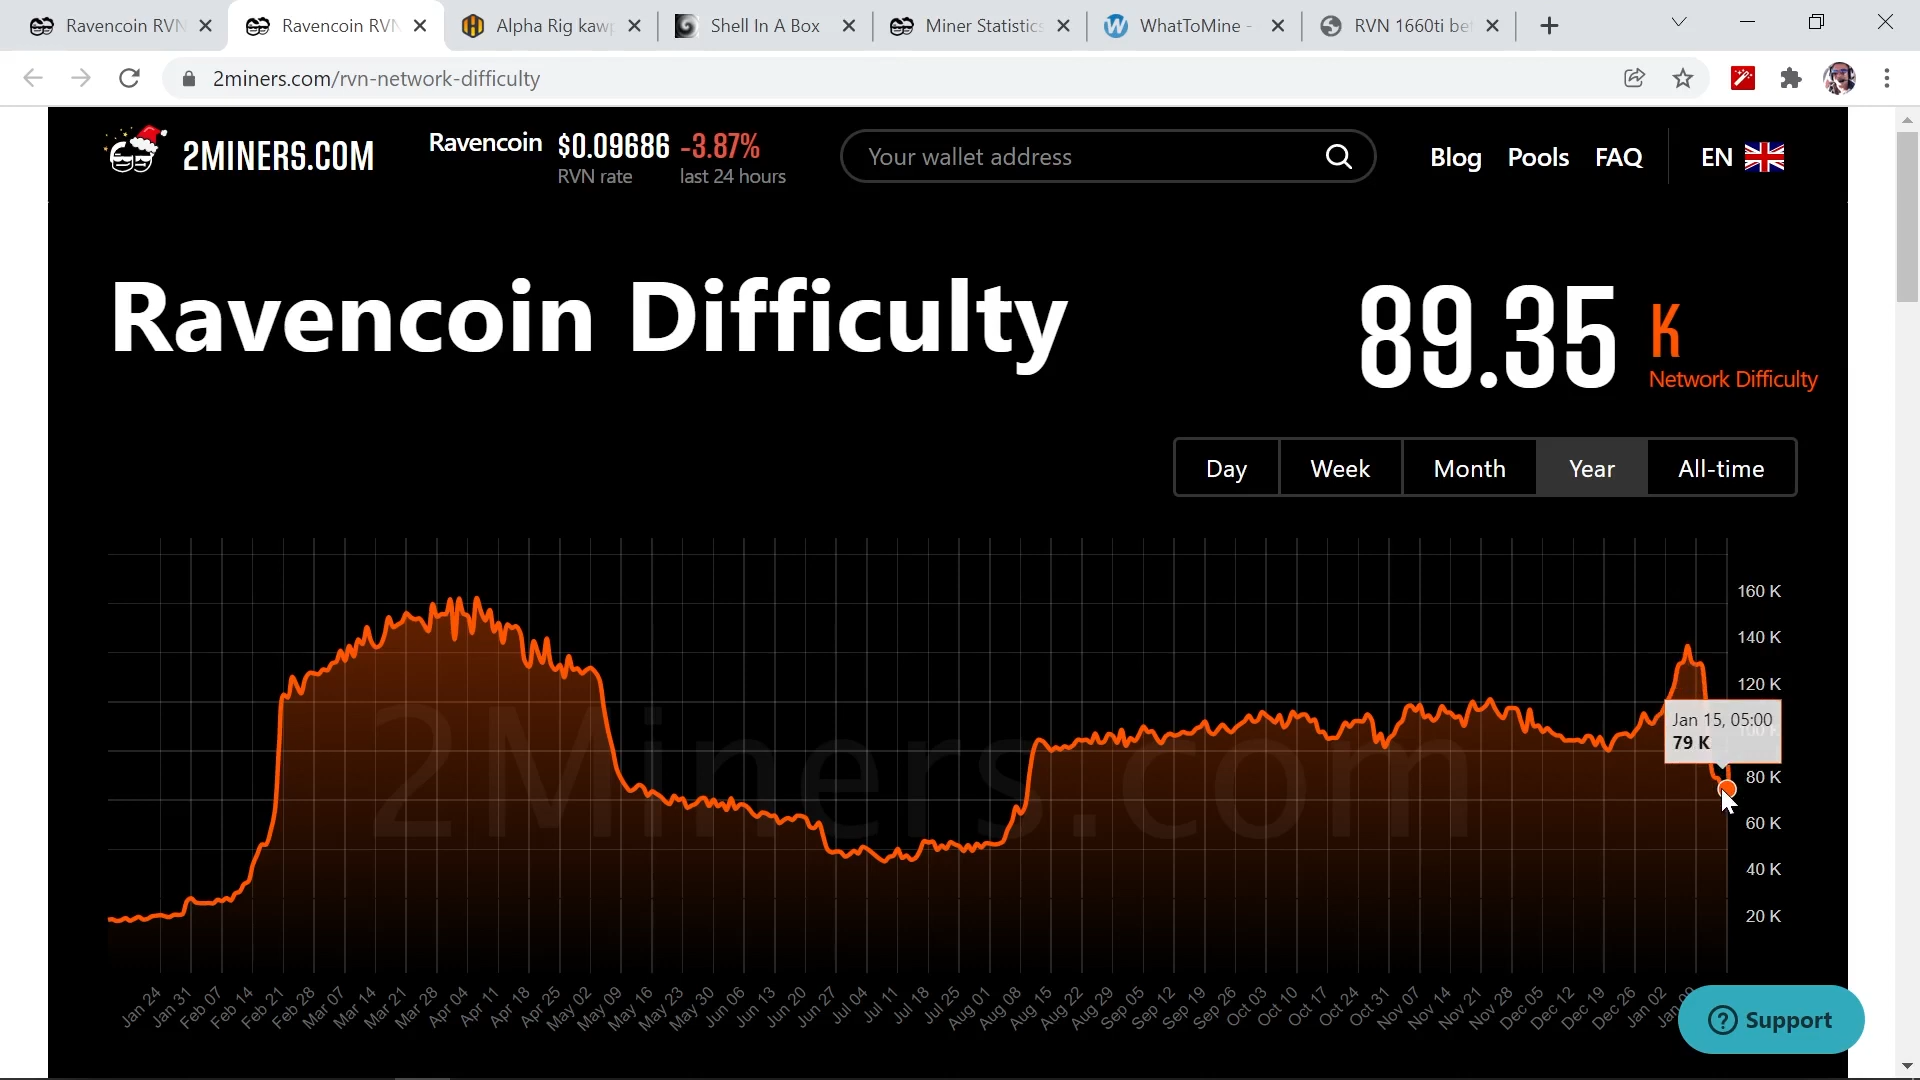 Ravencoin RVN
Ravencoin RVN
Alpha Rig kawp
Shell In A Box
Miner Statistics
WhatToMine -
RVN 1660ti bet
2miners.com/rvn-network-difficulty
2MINERS.COM
Ravencoin $0.09686 -3.87%
RVN rate last 24 hours
Your wallet address
Blog Pools FAQ EN
Ravencoin Difficulty
89.35 K
Network Difficulty
Day Week Month Year All-time
2Miners.com
160 K
140 K
120 K
Jan 15, 05:00
79 K
80 K
60 K
40 K
20 K
Jan 24 Jan 31 Feb 07 Feb 14 Feb 21 Feb 28 Mar 07 Mar 14 Mar 21 Mar 28 Apr 04 Apr 11 Apr 18 Apr 25 May 02 May 09 May 16 May 23 May 30 Jun 06 Jun 13 Jun 20 Jun 27 Jul 04 Jul 11 Jul 18 Jul 25 Aug 01 Aug 08 Aug 15 Aug 22 Aug 29 Sep 05 Sep 12 Sep 19 Sep 26 Oct 03 Oct 10 Oct 17 Oct 24 Oct 31 Nov 07 Nov 14 Nov 21 Nov 28 Dec 05 Dec 12 Dec 19 Dec 26 Jan 02 Jan 09
Support